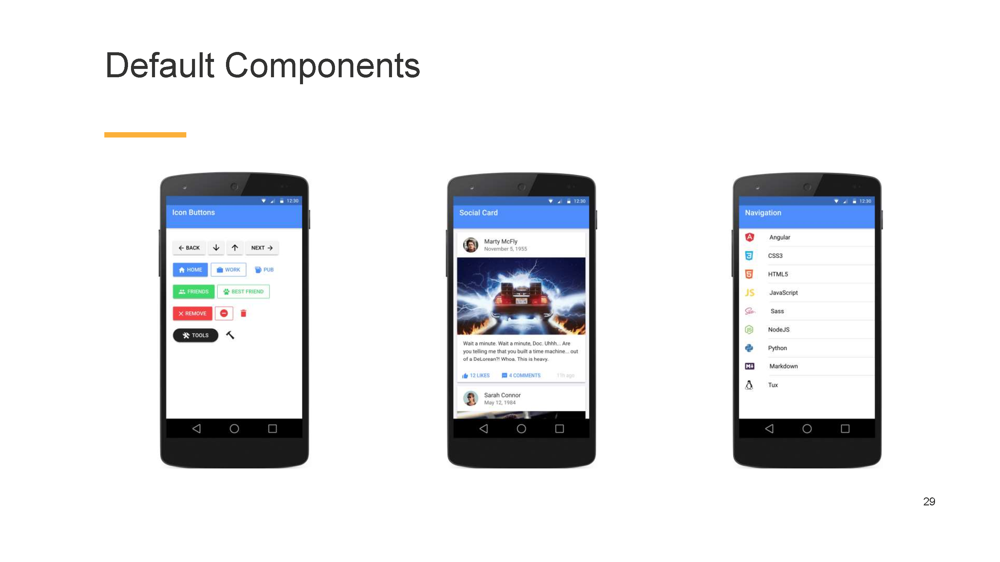 Default Components
12:30
Icon Buttons
BACK NEXT
HOME WORK PUB
FRIENDS BEST FRIEND
REMOVE
TOOLS
12:30
Social Card
Marty McFly
November 5, 1955
Wait a minute. Wait a minute, Doc. Uhhh... Are
you telling me that you built a time machine... out
of a DeLorean?! Whoa. This is heavy.
12 LIKES 4 COMMENTS 11h ago
Sarah Connor
May 12, 1984
12:30
Navigation
Angular
CSS3
HTML5
JS JavaScript
Sass Sass
JS NodeJS
Python
M Markdown
Tux
29